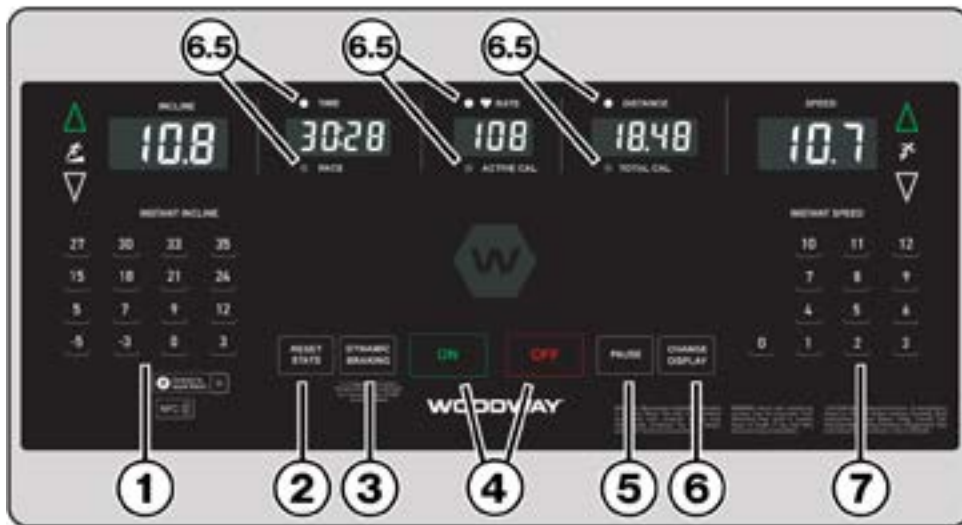 6.5 6.5 6.5
INCLINE TIME RATE DISTANCE SPEED
10.8 30:28 108 18.48 10.7
PACE ACTIVE CAL TOTAL CAL
INSTANT INCLINE INSTANT SPEED
27 30 33 35 10 11 12
15 18 21 24 7 8 9
5 7 9 12 4 5 6
-5 -3 0 3 0 1 2 3
RESET STATS DYNAMIC BRAKING ON OFF PAUSE CHANGE DISPLAY
NFC
WOODWAY
1 2 3 4 5 6 7